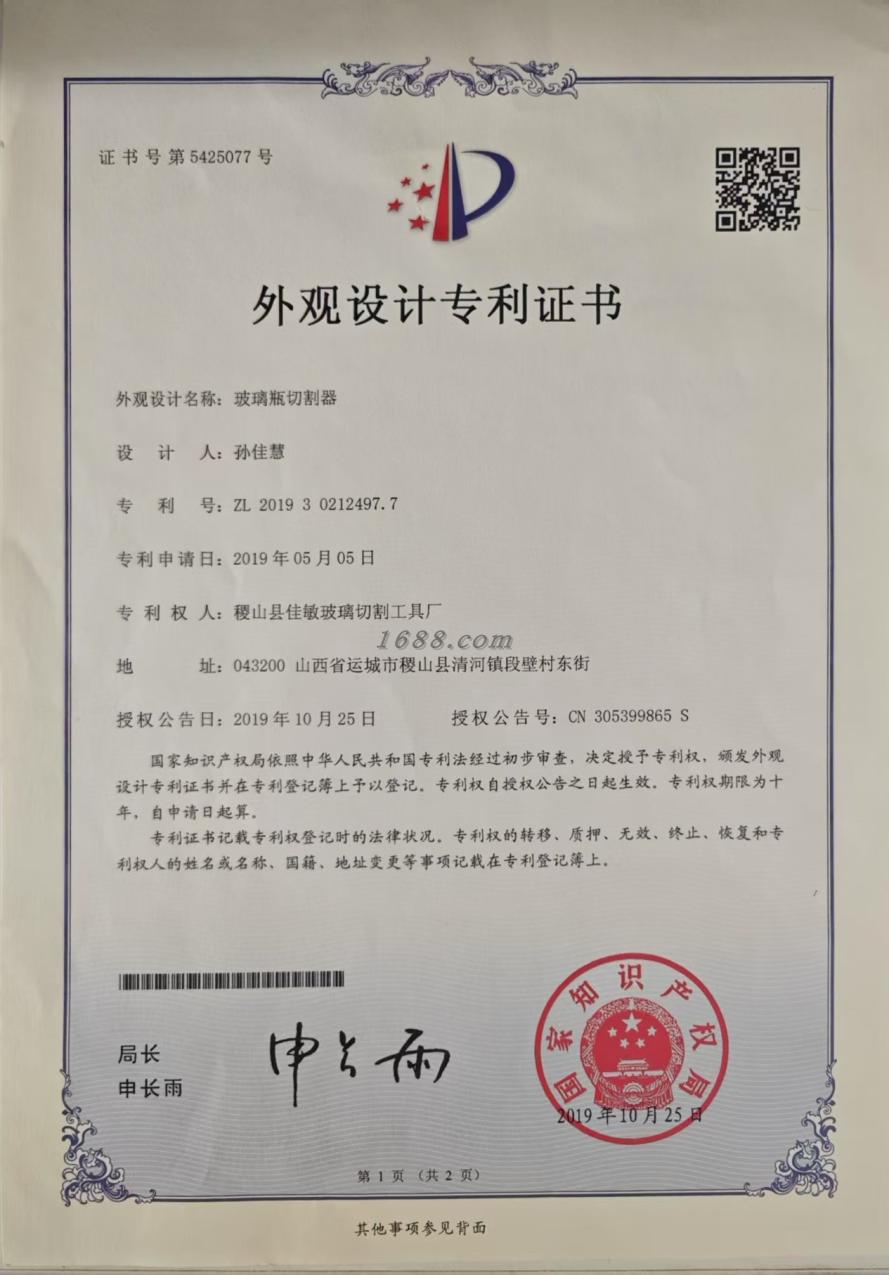 证书号第5425077号
外观设计专利证书
外观设计名称：玻璃瓶切割器
设计人：孙佳慧
专利号：ZL 2019 3 0212497.7
专利申请日：2019年05月05日
专利权人：稷山县佳敏玻璃切割工具厂
1688.com
地址：043200 山西省运城市稷山县清河镇段壁村东街
授权公告日：2019年10月25日 授权公告号：CN 305399865 S
国家知识产权局依照中华人民共和国专利法经过初步审查，决定授予专利权，颁发外观
设计专利证书并在专利登记簿上予以登记。专利权自授权公告之日起生效。专利权期限为十
年，自申请日起算。
专利证书记载专利权登记时的法律状况。专利权的转移、质押、无效、终止、恢复和专
利权人的姓名或名称、国籍、地址变更等事项记载在专利登记簿上。
局长
申长雨
申长雨
国家知识产权局
2019年10月25日
第1页（共2页）
其他事项参见背面